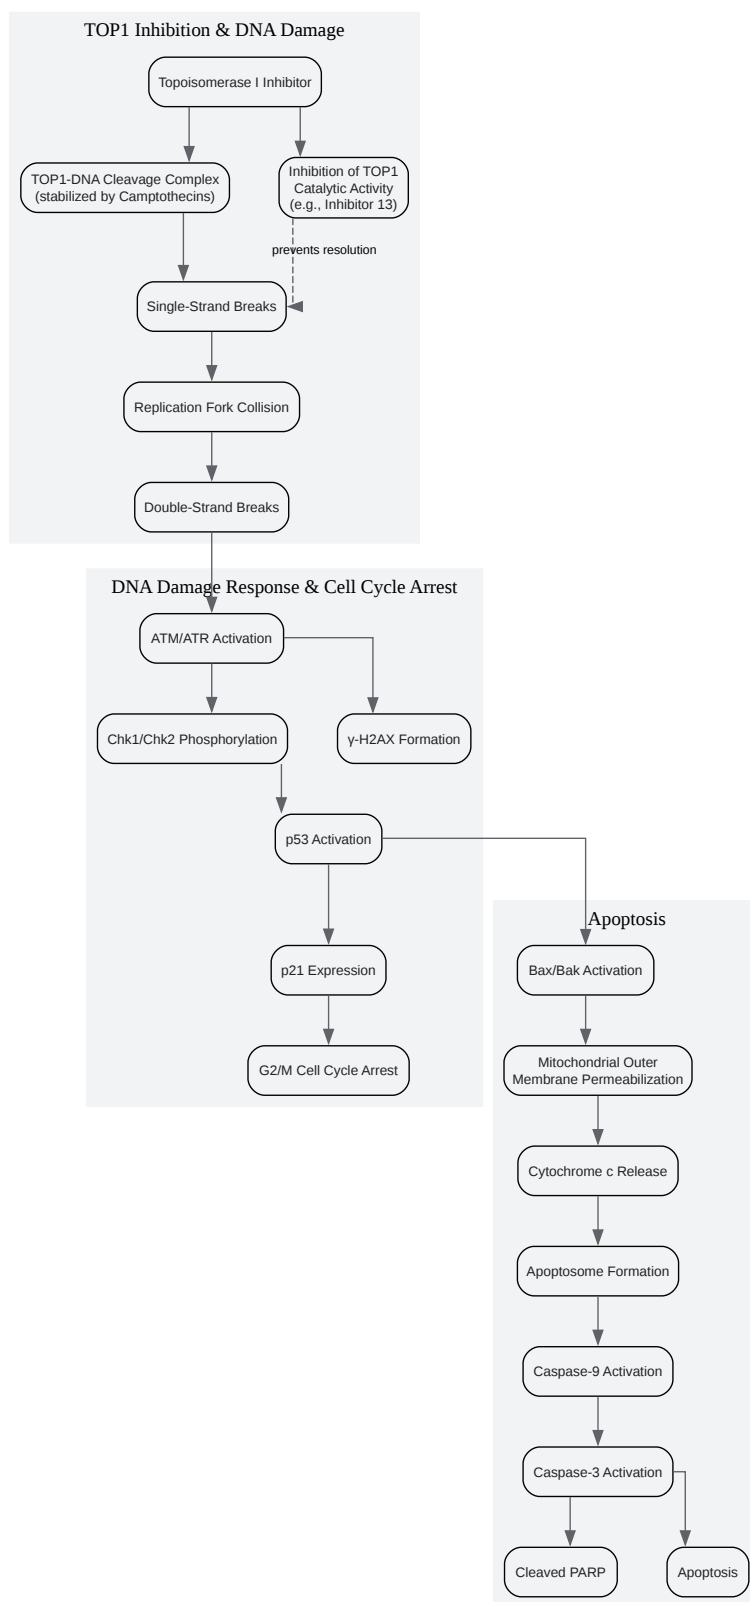 TOP1 Inhibition & DNA Damage
Topoisomerase I Inhibitor
TOP1-DNA Cleavage Complex
(stabilized by Camptothecins)
Inhibition of TOP1
Catalytic Activity
(e.g., Inhibitor 13)
prevents resolution
Single-Strand Breaks
Replication Fork Collision
Double-Strand Breaks
DNA Damage Response & Cell Cycle Arrest
ATM/ATR Activation
Chk1/Chk2 Phosphorylation
γ-H2AX Formation
p53 Activation
p21 Expression
G2/M Cell Cycle Arrest
Apoptosis
Bax/Bak Activation
Mitochondrial Outer
Membrane Permeabilization
Cytochrome c Release
Apoptosome Formation
Caspase-9 Activation
Caspase-3 Activation
Cleaved PARP
Apoptosis